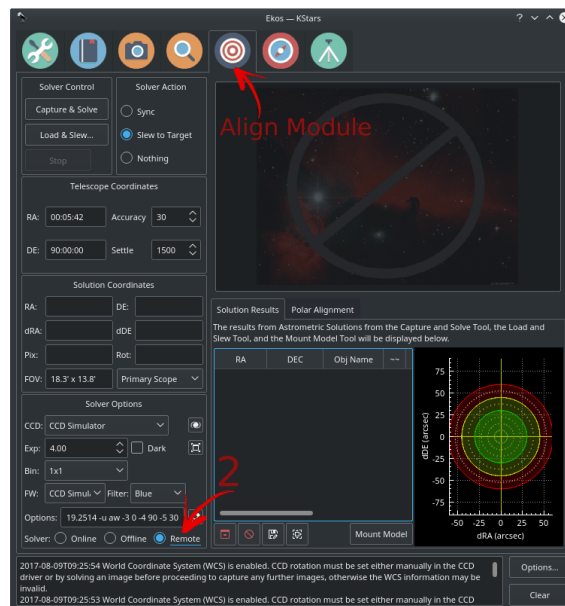 Ekos — KStars
Align Module
Solver Control
Solver Action
Capture & Solve
Sync
Load & Slew...
Slew to Target
Stop
Nothing
Telescope Coordinates
RA: 00:05:42 Accuracy 30
DE: 90:00:00 Settle 1500
Solution Coordinates
RA: DE:
dRA: dDE
Pix: Rot:
FOV: 18.3' x 13.8' Primary Scope
Solver Options
CCD: CCD Simulator
Exp: 4.00 Dark
Bin: 1x1
FW: CCD Simul Filter: Blue
2
Options: 19.2514 -u aw -3 0 -4 90 -5 30
Solver: Online Offline Remote
Solution Results Polar Alignment
The results from Astrometric Solutions from the Capture and Solve Tool, the Load and
Slew Tool, and the Mount Model Tool will be displayed below.
RA DEC Obj Name ~~
Mount Model
dDE (arcsec)
75
50
25
0
-25
-50
-75
-50 -25 0 25 50
dRA (arcsec)
2017-08-09T09:25:54 World Coordinate System (WCS) is enabled. CCD rotation must be set either manually in the CCD
driver or by solving an image before proceeding to capture any further images, otherwise the WCS information may be
invalid.
2017-08-09T09:25:53 World Coordinate System (WCS) is enabled. CCD rotation must be set either manually in the CCD
Options...
Clear